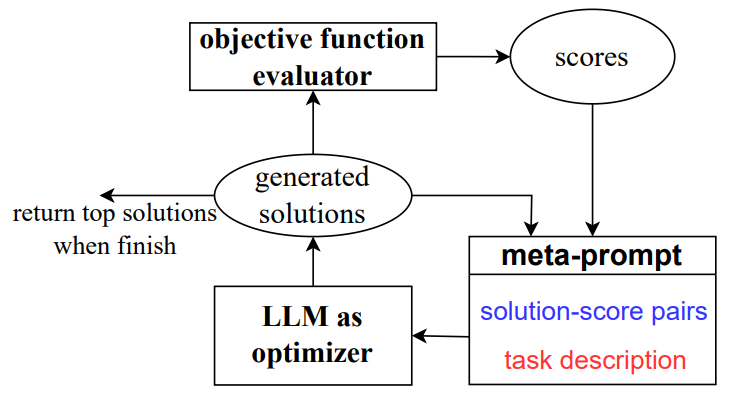 objective function
evaluator
scores
generated
solutions
return top solutions
when finish
meta-prompt
solution-score pairs
task description
LLM as
optimizer